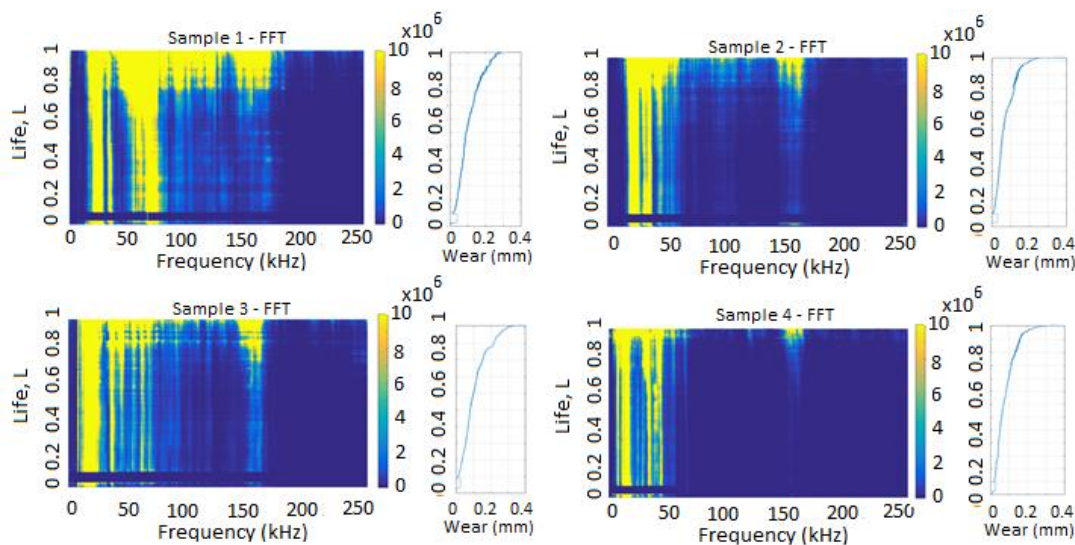 Sample 1 - FFT
x10⁶
Life, L
0 0.2 0.4 0.6 0.8 1
0 50 100 150 200 250
Frequency (kHz)
0 2 4 6 8 10
0 0.2 0.4 0.6 0.8 1
0 0.2 0.4
Wear (mm)
Sample 2 - FFT
x10⁶
Life, L
0 0.2 0.4 0.6 0.8 1
0 50 100 150 200 250
Frequency (kHz)
0 2 4 6 8 10
0 0.2 0.4 0.6 0.8 1
0 0.2 0.4
Wear (mm)
Sample 3 - FFT
x10⁶
Life, L
0 0.2 0.4 0.6 0.8 1
0 50 100 150 200 250
Frequency (kHz)
0 2 4 6 8 10
0 0.2 0.4 0.6 0.8 1
0 0.2 0.4
Wear (mm)
Sample 4 - FFT
x10⁶
Life, L
0 0.2 0.4 0.6 0.8 1
0 50 100 150 200 250
Frequency (kHz)
0 2 4 6 8 10
0 0.2 0.4 0.6 0.8 1
0 0.2 0.4
Wear (mm)